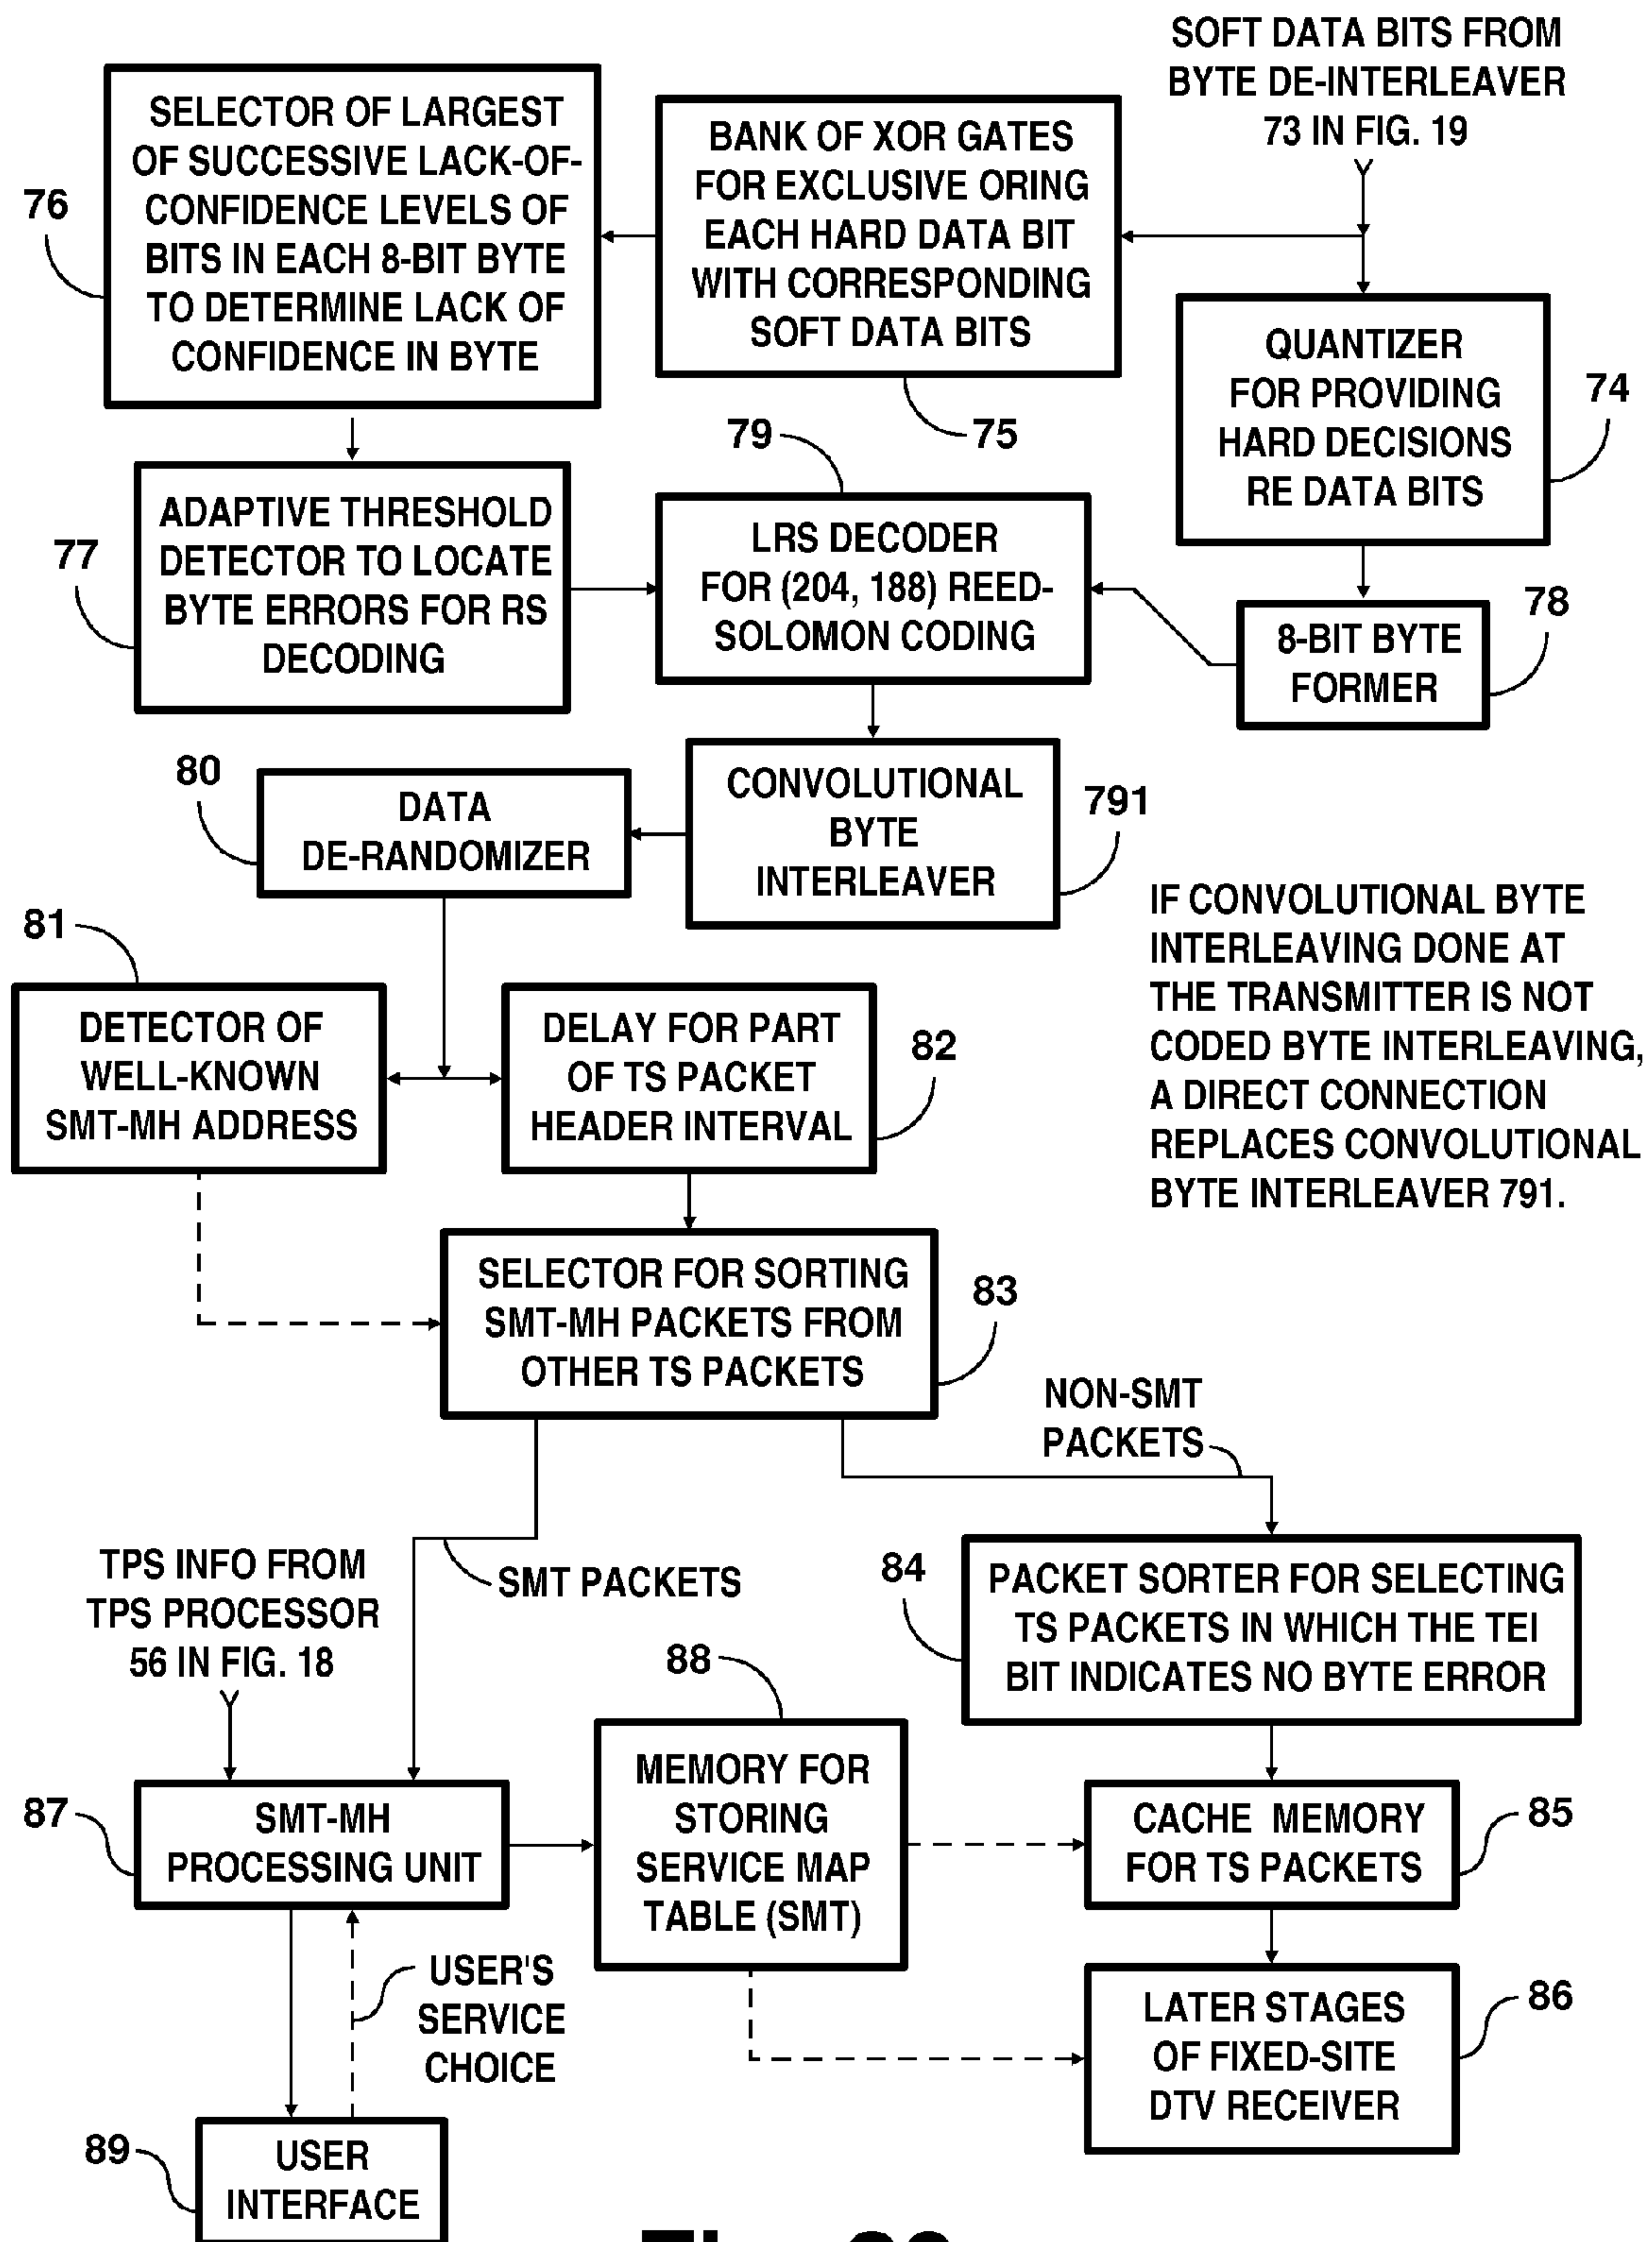 SOFT DATA BITS FROM
BYTE DE-INTERLEAVER
73 IN FIG. 19
SELECTOR OF LARGEST
OF SUCCESSIVE LACK-OF-
CONFIDENCE LEVELS OF
BITS IN EACH 8-BIT BYTE
TO DETERMINE LACK OF
CONFIDENCE IN BYTE
76
BANK OF XOR GATES
FOR EXCLUSIVE ORING
EACH HARD DATA BIT
WITH CORRESPONDING
SOFT DATA BITS
75
QUANTIZER
FOR PROVIDING
HARD DECISIONS
RE DATA BITS
74
ADAPTIVE THRESHOLD
DETECTOR TO LOCATE
BYTE ERRORS FOR RS
DECODING
77
79
LRS DECODER
FOR (204, 188) REED-
SOLOMON CODING
8-BIT BYTE
FORMER
78
80
DATA
DE-RANDOMIZER
CONVOLUTIONAL
BYTE
INTERLEAVER
791
IF CONVOLUTIONAL BYTE
INTERLEAVING DONE AT
THE TRANSMITTER IS NOT
CODED BYTE INTERLEAVING,
A DIRECT CONNECTION
REPLACES CONVOLUTIONAL
BYTE INTERLEAVER 791.
81
DETECTOR OF
WELL-KNOWN
SMT-MH ADDRESS
DELAY FOR PART
OF TS PACKET
HEADER INTERVAL
82
SELECTOR FOR SORTING
SMT-MH PACKETS FROM
OTHER TS PACKETS
83
NON-SMT
PACKETS
SMT PACKETS
TPS INFO FROM
TPS PROCESSOR
56 IN FIG. 18
84
PACKET SORTER FOR SELECTING
TS PACKETS IN WHICH THE TEI
BIT INDICATES NO BYTE ERROR
88
MEMORY FOR
STORING
SERVICE MAP
TABLE (SMT)
87
SMT-MH
PROCESSING UNIT
CACHE MEMORY
FOR TS PACKETS
85
USER'S
SERVICE
CHOICE
LATER STAGES
OF FIXED-SITE
DTV RECEIVER
86
89
USER
INTERFACE